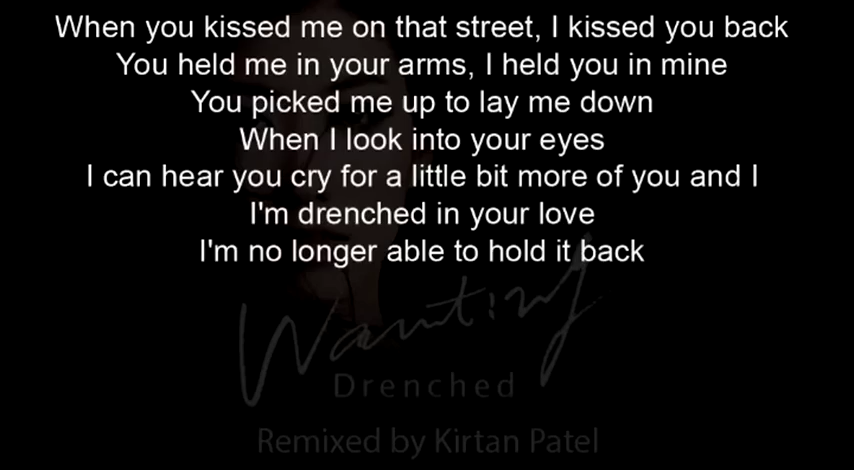 When you kissed me on that street, I kissed you back
You held me in your arms, I held you in mine
You picked me up to lay me down
When I look into your eyes
I can hear you cry for a little bit more of you and I
I'm drenched in your love
I'm no longer able to hold it back
Wanting
Drenched
Remixed by Kirtan Patel